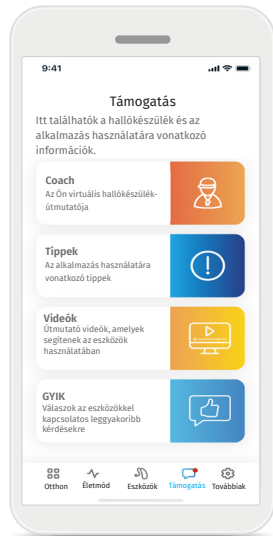 9:41
Támogatás
Itt találhatók a hallókészülék és az
alkalmazás használatára vonatkozó
információk.
Coach
Az Ön virtuális hallókészülék-
útmutatója
Tippek
Az alkalmazás használatára
vonatkozó tippek
Videók
Útmutató videók, amelyek
segítenek az eszközök
használatában
GYIK
Válaszok az eszközökkel
kapcsolatos leggyakoribb
kérdésekre
Otthon Életmód Eszközök Támogatás Továbbiak